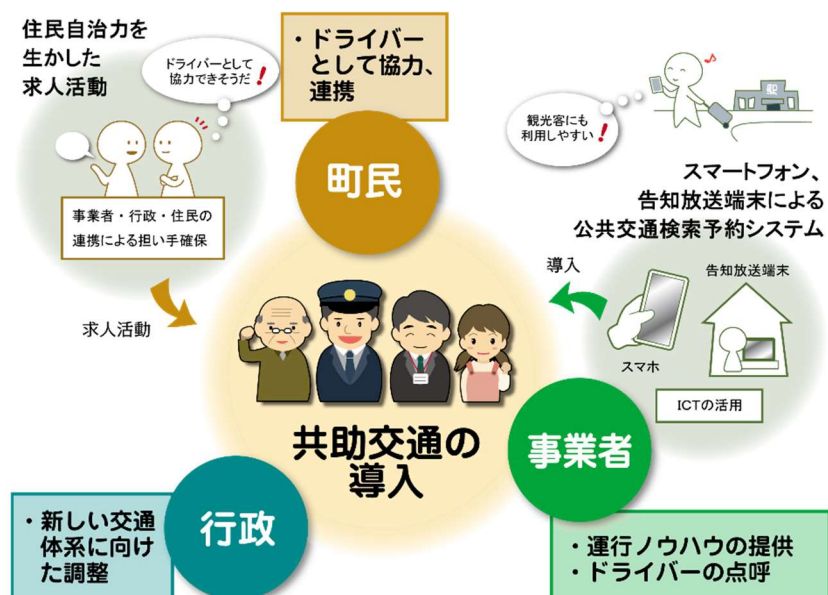 住民自治力を
生かした
求人活動
ドライバーとして
協力できそうだ！
事業者・行政・住民の
連携による担い手確保
求人活動
・ドライバー
として協力、
連携
町民
駅
観光客にも
利用しやすい！
スマートフォン、
告知放送端末による
公共交通検索予約システム
導入
告知放送端末
スマホ
ICTの活用
共助交通の
導入
事業者
・運行ノウハウの提供
・ドライバーの点呼
行政
・新しい交通
体系に向け
た調整